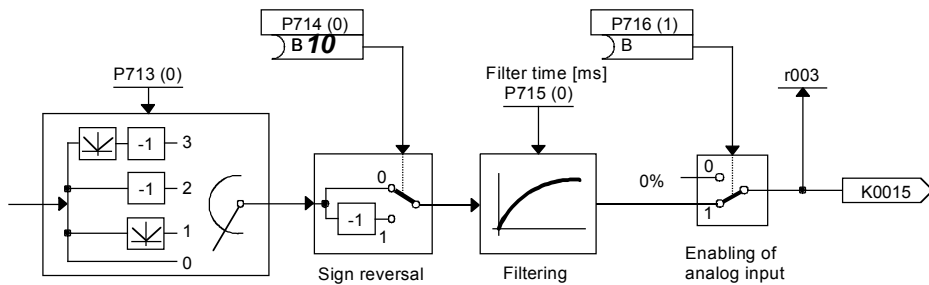 P714 (0)
B 10
P716 (1)
B
P713 (0)
Filter time [ms]
P715 (0)
r003
-1
3
-1
2
1
0
0
-1
1
0%
0
1
K0015
Sign reversal
Filtering
Enabling of
analog input